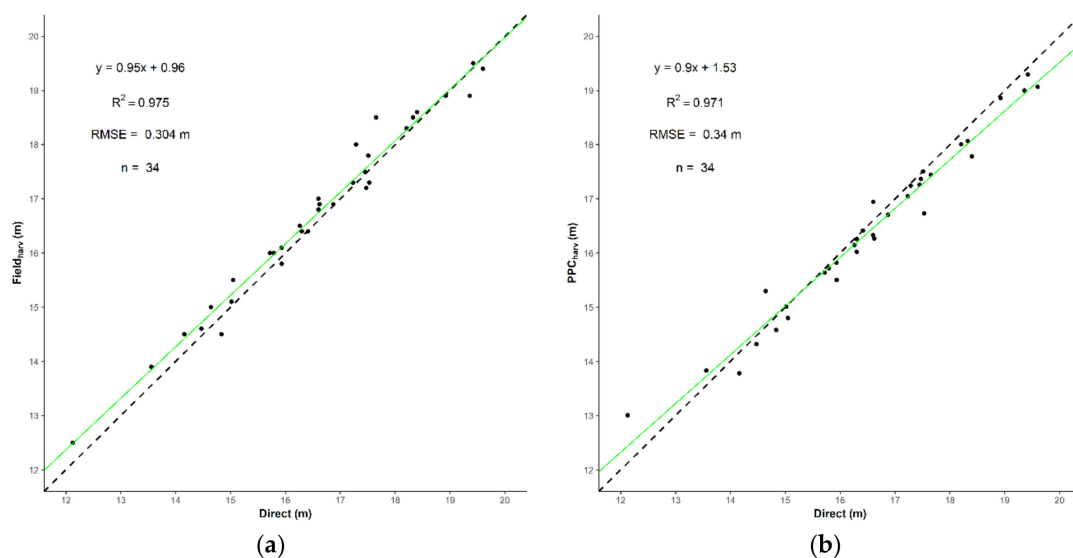 20
19
18
17
16
15
14
13
12
Field_harv (m)
y = 0.95x + 0.96
R² = 0.975
RMSE = 0.304 m
n = 34
12 13 14 15 16 17 18 19 20
Direct (m)
(a)
20
19
18
17
16
15
14
13
12
PPC_harv (m)
y = 0.9x + 1.53
R² = 0.971
RMSE = 0.34 m
n = 34
12 13 14 15 16 17 18 19 20
Direct (m)
(b)